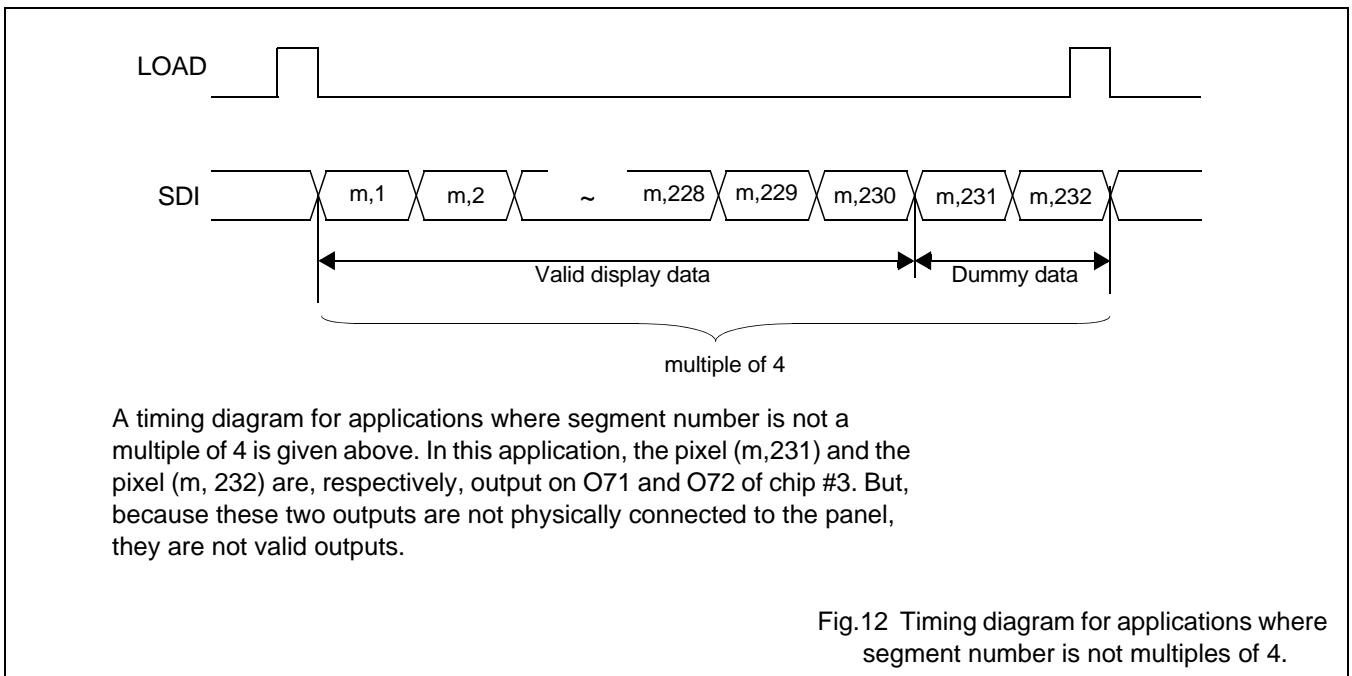 LOAD
SDI
m,1 m,2 ~ m,228 m,229 m,230 m,231 m,232
Valid display data Dummy data
multiple of 4
A timing diagram for applications where segment number is not a
multiple of 4 is given above. In this application, the pixel (m,231) and the
pixel (m, 232) are, respectively, output on O71 and O72 of chip #3. But,
because these two outputs are not physically connected to the panel,
they are not valid outputs.
Fig.12 Timing diagram for applications where
segment number is not multiples of 4.